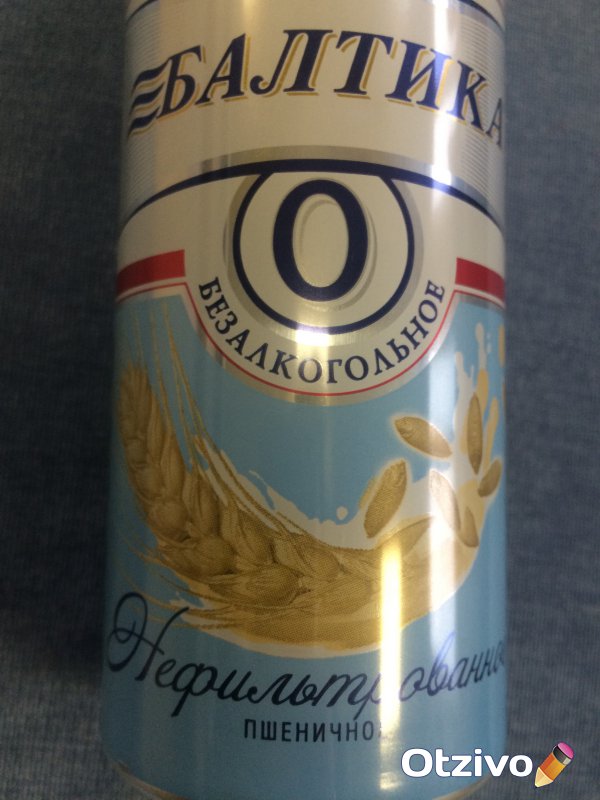 БАЛТИКА
0
БЕЗАЛКОГОЛЬНОЕ
Нефильтрованно
ПШЕНИЧНО
Otzivo